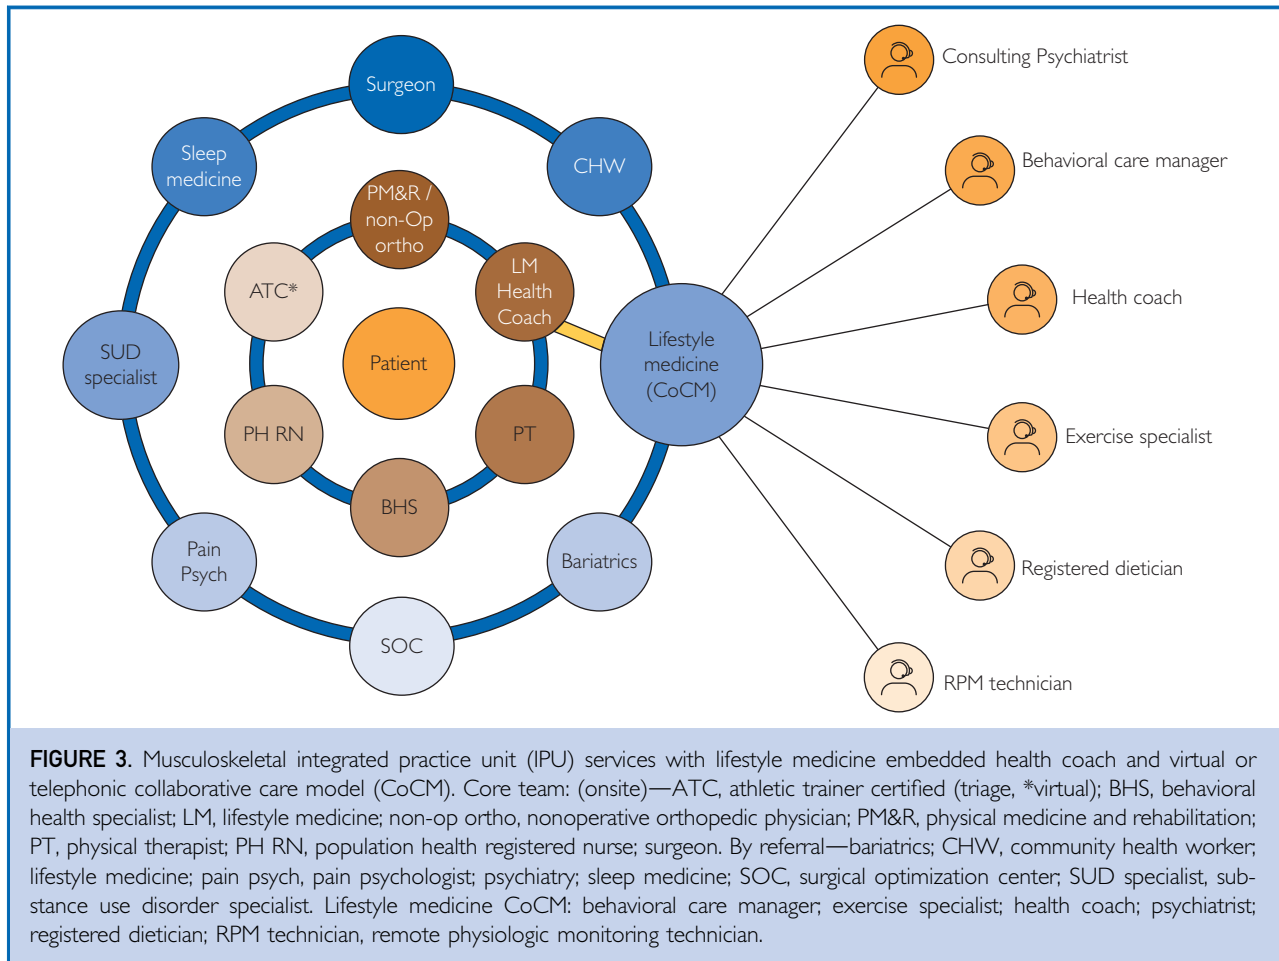 Surgeon
Sleep
medicine
CHW
PM&R /
non-Op
ortho
ATC*
LM
Health
Coach
SUD
specialist
Patient
Lifestyle
medicine
(CoCM)
PH RN
PT
BHS
Pain
Psych
Bariatrics
SOC
Consulting Psychiatrist
Behavioral care manager
Health coach
Exercise specialist
Registered dietician
RPM technician
FIGURE 3. Musculoskeletal integrated practice unit (IPU) services with lifestyle medicine embedded health coach and virtual or
telephonic collaborative care model (CoCM). Core team: (onsite)—ATC, athletic trainer certified (triage, *virtual); BHS, behavioral
health specialist; LM, lifestyle medicine; non-op ortho, nonoperative orthopedic physician; PM&R, physical medicine and rehabilitation;
PT, physical therapist; PH RN, population health registered nurse; surgeon. By referral—bariatrics; CHW, community health worker;
lifestyle medicine; pain psych, pain psychologist; psychiatry; sleep medicine; SOC, surgical optimization center; SUD specialist, sub-
stance use disorder specialist. Lifestyle medicine CoCM: behavioral care manager; exercise specialist; health coach; psychiatrist;
registered dietician; RPM technician, remote physiologic monitoring technician.